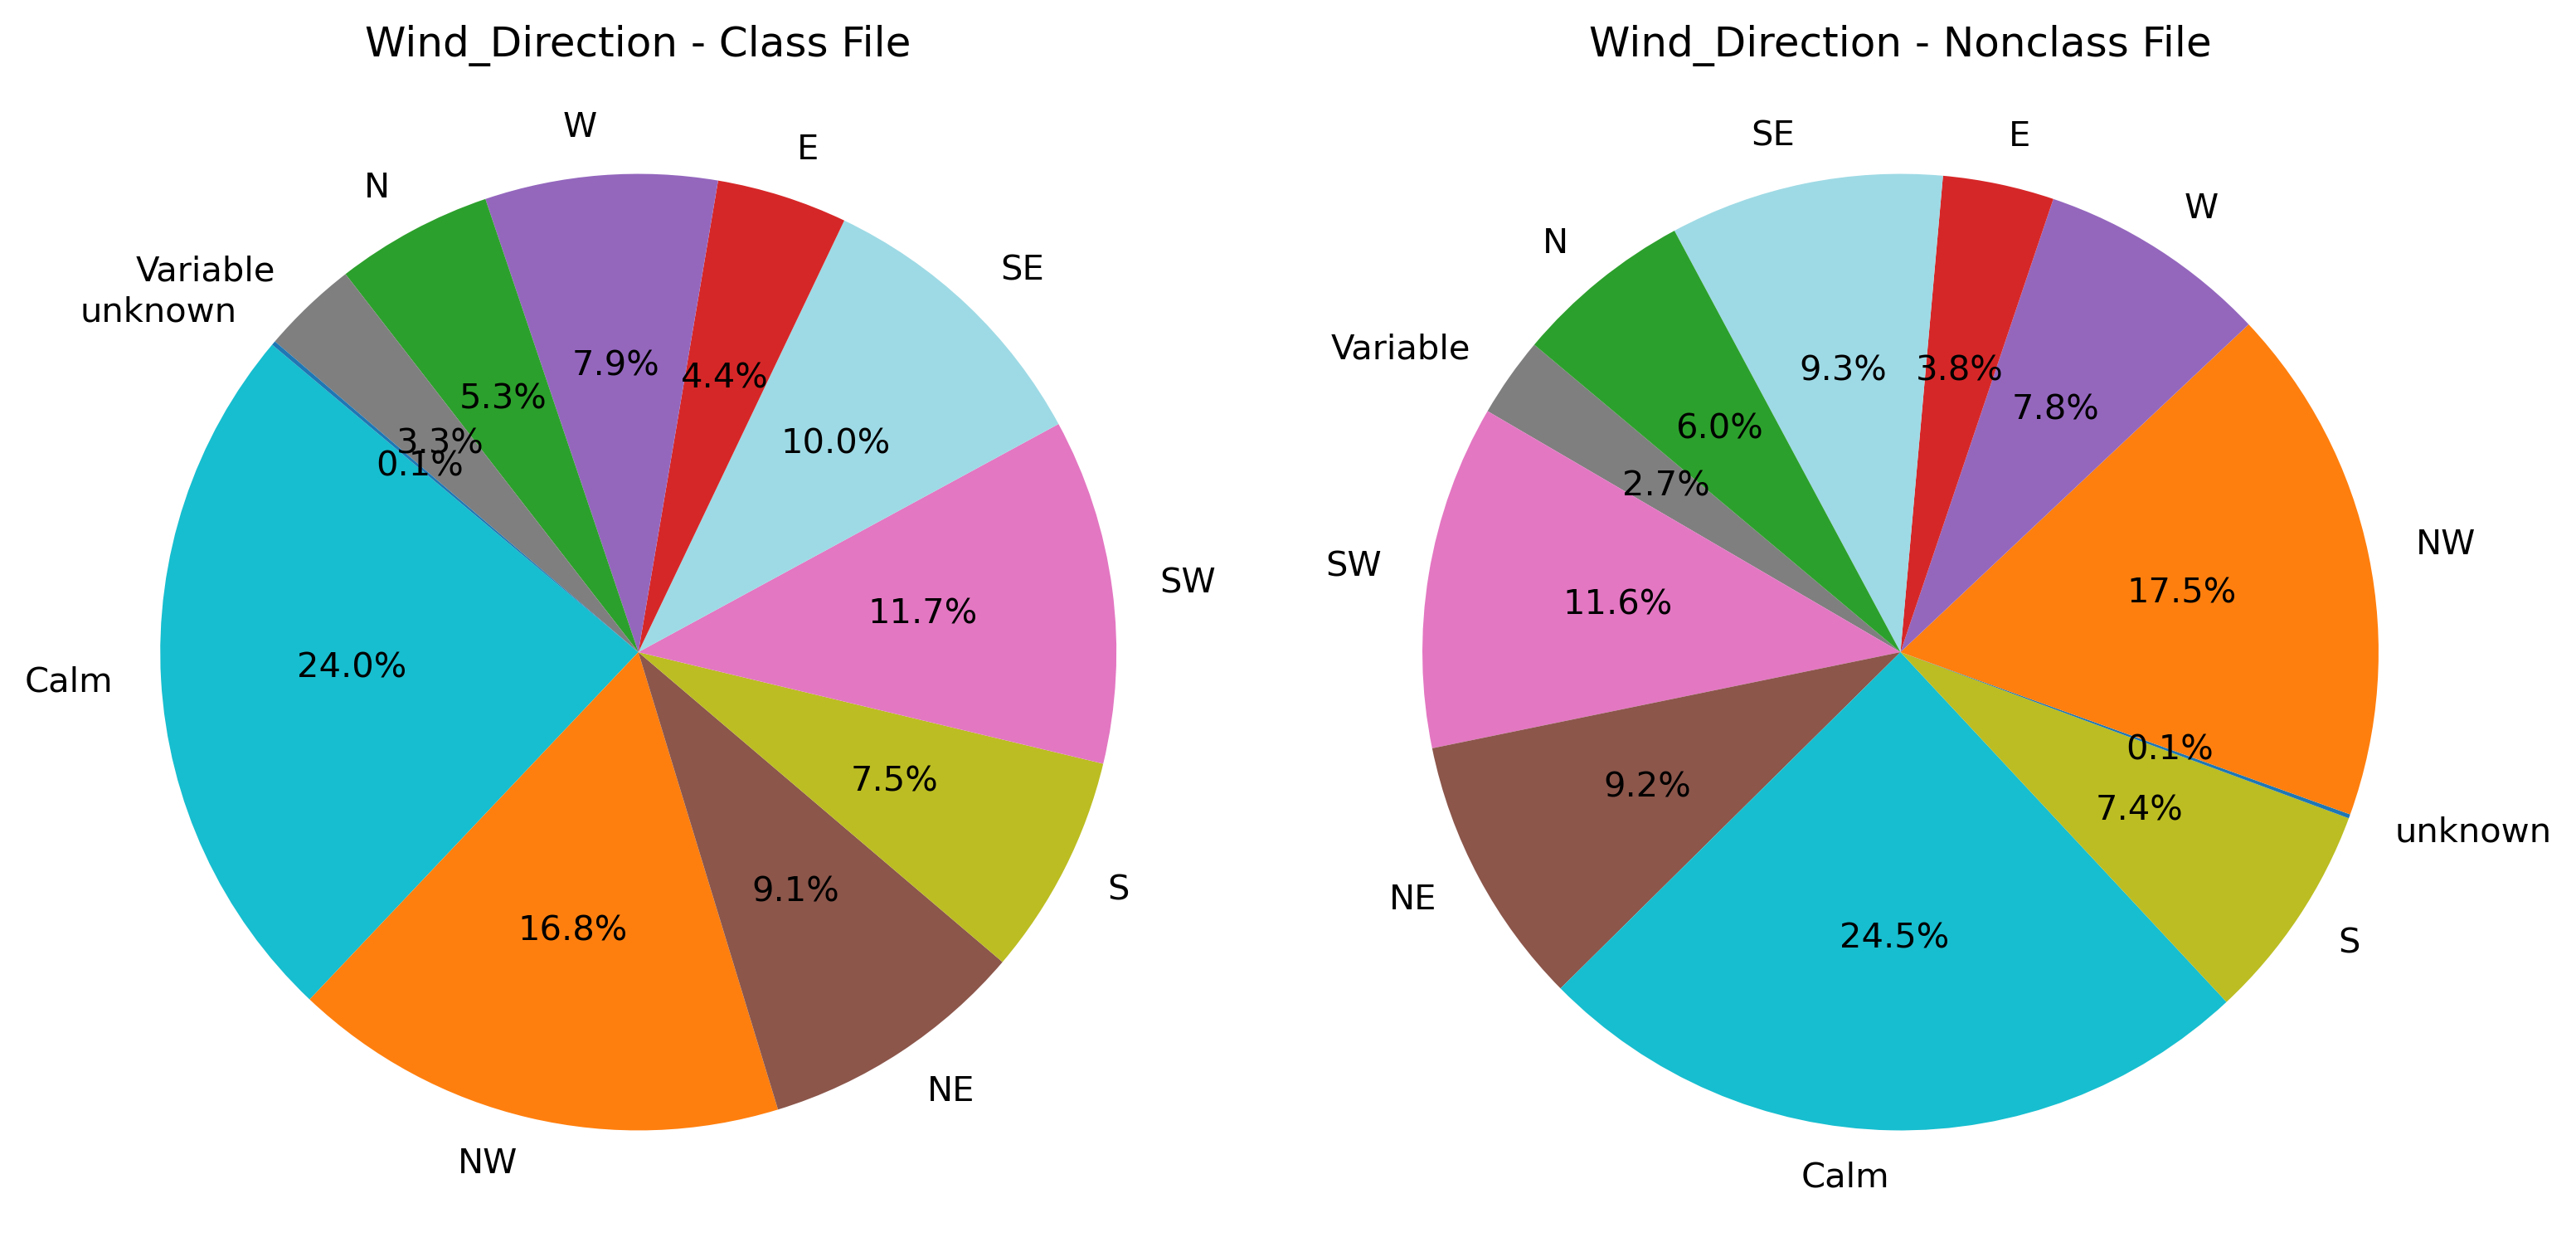 Wind_Direction - Class File
W
E
N
SE
Variable
unknown
7.9%
4.4%
5.3%
10.0%
3.3%
0.1%
SW
11.7%
24.0%
Calm
7.5%
9.1%
S
16.8%
NE
NW
Wind_Direction - Nonclass File
SE
E
W
N
Variable
9.3%
3.8%
7.8%
6.0%
2.7%
NW
SW
17.5%
11.6%
0.1%
9.2%
7.4%
unknown
NE
24.5%
S
Calm